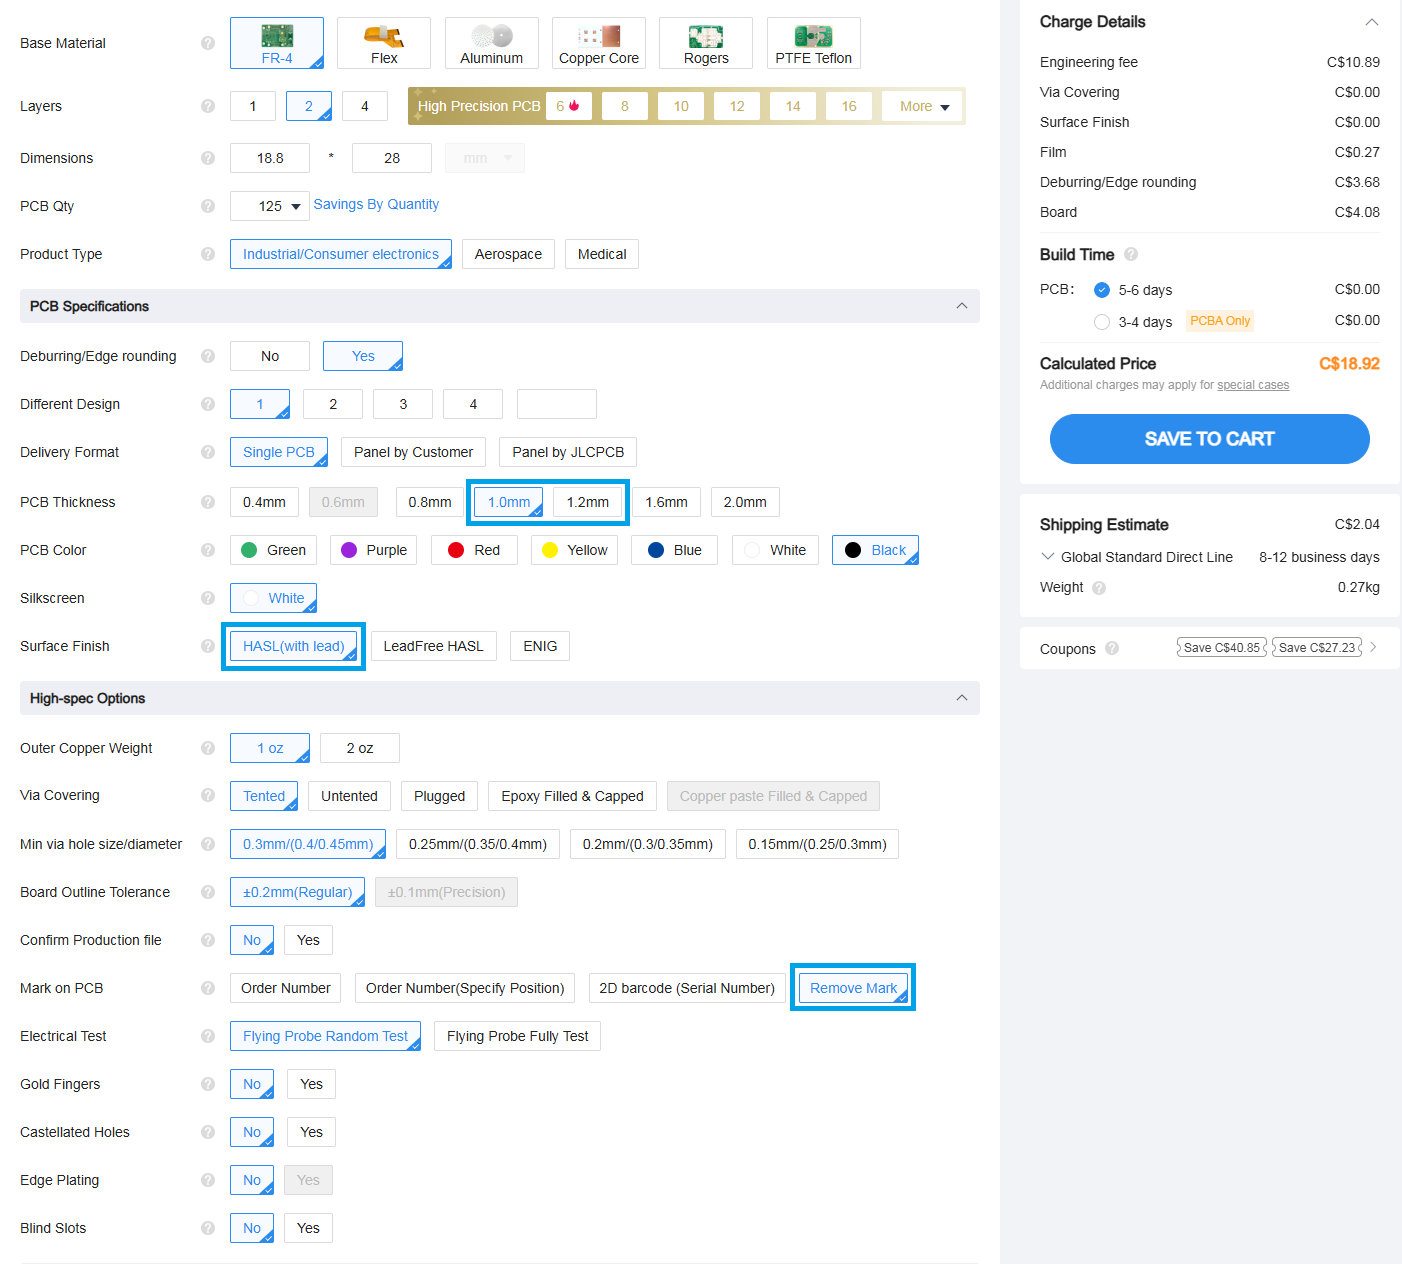 Base Material ? FR-4 Flex Aluminum Copper Core Rogers PTFE Teflon
Layers ? 1 2 4 High Precision PCB 6 8 10 12 14 16 More
Dimensions ? 18.8 * 28 mm
PCB Qty ? 125 Savings By Quantity
Product Type ? Industrial/Consumer electronics Aerospace Medical
PCB Specifications
Deburring/Edge rounding ? No Yes
Different Design ? 1 2 3 4
Delivery Format ? Single PCB Panel by Customer Panel by JLCPCB
PCB Thickness ? 0.4mm 0.6mm 0.8mm 1.0mm 1.2mm 1.6mm 2.0mm
PCB Color ? Green Purple Red Yellow Blue White Black
Silkscreen ? White
Surface Finish ? HASL(with lead) LeadFree HASL ENIG
High-spec Options
Outer Copper Weight ? 1 oz 2 oz
Via Covering ? Tented Untented Plugged Epoxy Filled & Capped Copper paste Filled & Capped
Min via hole size/diameter ? 0.3mm/(0.4/0.45mm) 0.25mm/(0.35/0.4mm) 0.2mm/(0.3/0.35mm) 0.15mm/(0.25/0.3mm)
Board Outline Tolerance ? ±0.2mm(Regular) ±0.1mm(Precision)
Confirm Production file ? No Yes
Mark on PCB ? Order Number Order Number(Specify Position) 2D barcode (Serial Number) Remove Mark
Electrical Test ? Flying Probe Random Test Flying Probe Fully Test
Gold Fingers ? No Yes
Castellated Holes ? No Yes
Edge Plating ? No Yes
Blind Slots ? No Yes
Charge Details
Engineering fee C$10.89
Via Covering C$0.00
Surface Finish C$0.00
Film C$0.27
Deburring/Edge rounding C$3.68
Board C$4.08
Build Time ?
PCB: 5-6 days C$0.00
3-4 days PCBA Only C$0.00
Calculated Price C$18.92
Additional charges may apply for special cases
SAVE TO CART
Shipping Estimate C$2.04
Global Standard Direct Line 8-12 business days
Weight ? 0.27kg
Coupons ? Save C$40.85 Save C$27.23